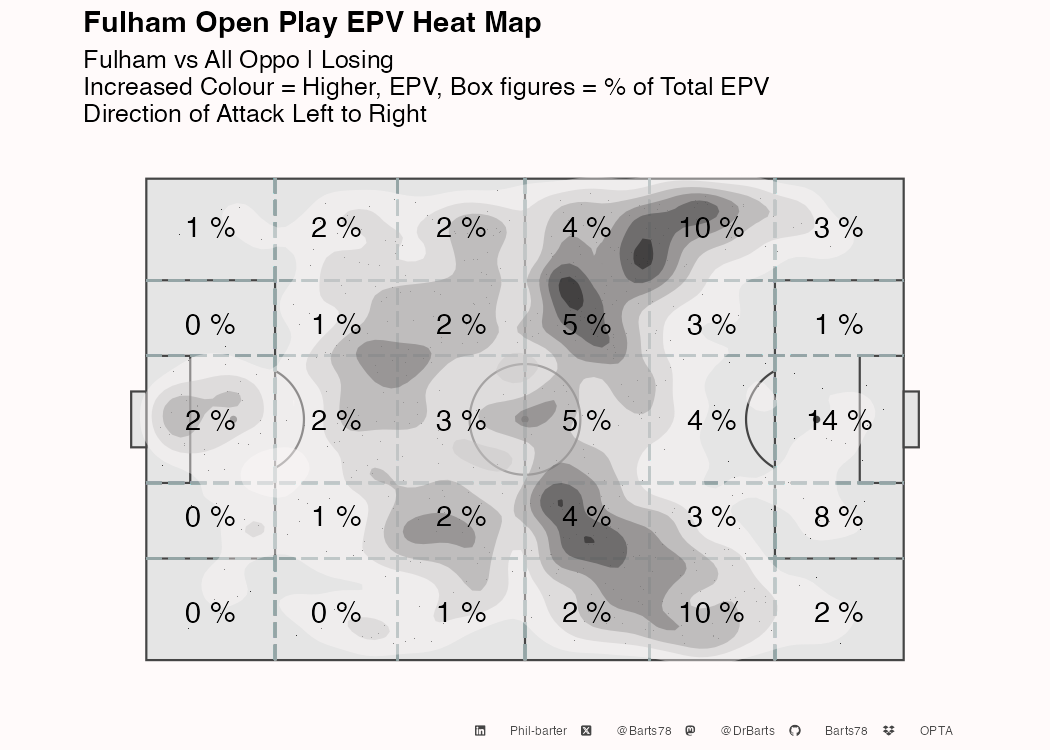 Fulham Open Play EPV Heat Map
Fulham vs All Oppo | Losing
Increased Colour = Higher, EPV, Box figures = % of Total EPV
Direction of Attack Left to Right
1 % 2 % 2 % 4 % 10 % 3 %
0 % 1 % 2 % 5 % 3 % 1 %
2 % 2 % 3 % 5 % 4 % 14 %
0 % 1 % 2 % 4 % 3 % 8 %
0 % 0 % 1 % 2 % 10 % 2 %
Phil-barter @Barts78 @DrBarts Barts78 OPTA